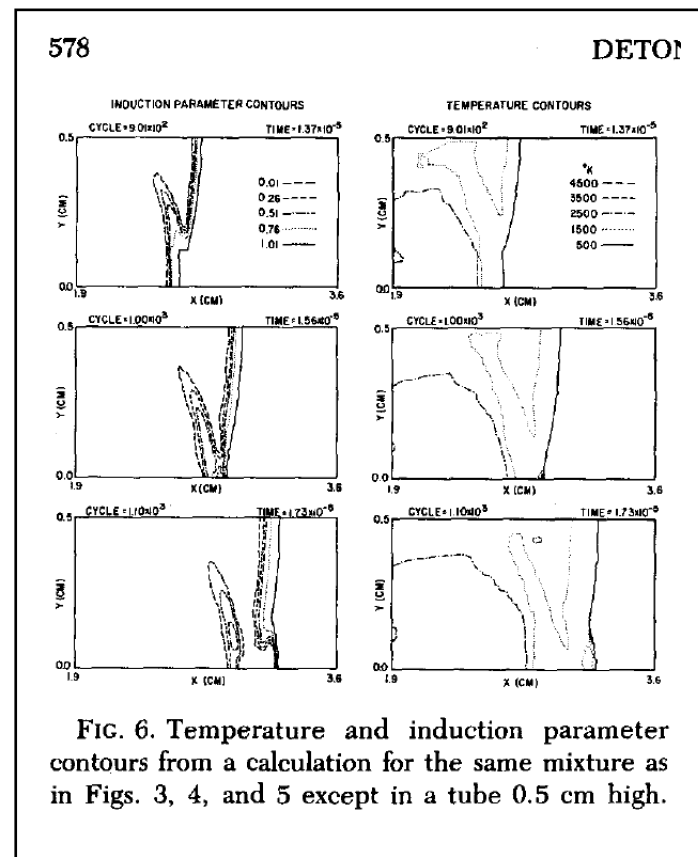 578
DETON
INDUCTION PARAMETER CONTOURS
TEMPERATURE CONTOURS
CYCLE=9.01×10²
TIME=1.37×10⁻⁵
CYCLE=9.01×10²
TIME=1.37×10⁻⁵
0.5
0.01
0.26
0.51
0.76
1.01
Y (CM)
0.0
1.9
X (CM)
3.6
0.5
°K
4500
3500
2500
1500
500
Y (CM)
0.0
1.9
X (CM)
3.6
CYCLE=1.00×10³
TIME=1.56×10⁻⁵
CYCLE=1.00×10³
TIME=1.56×10⁻⁵
0.5
Y (CM)
0.0
1.9
X (CM)
3.6
0.5
Y (CM)
0.0
1.9
X (CM)
3.6
CYCLE=1.10×10³
TIME=1.73×10⁻⁵
CYCLE=1.10×10³
TIME=1.73×10⁻⁵
0.5
Y (CM)
0.0
1.9
X (CM)
3.6
0.5
Y (CM)
0.0
1.9
X (CM)
3.6
FIG. 6. Temperature and induction parameter
contours from a calculation for the same mixture as
in Figs. 3, 4, and 5 except in a tube 0.5 cm high.